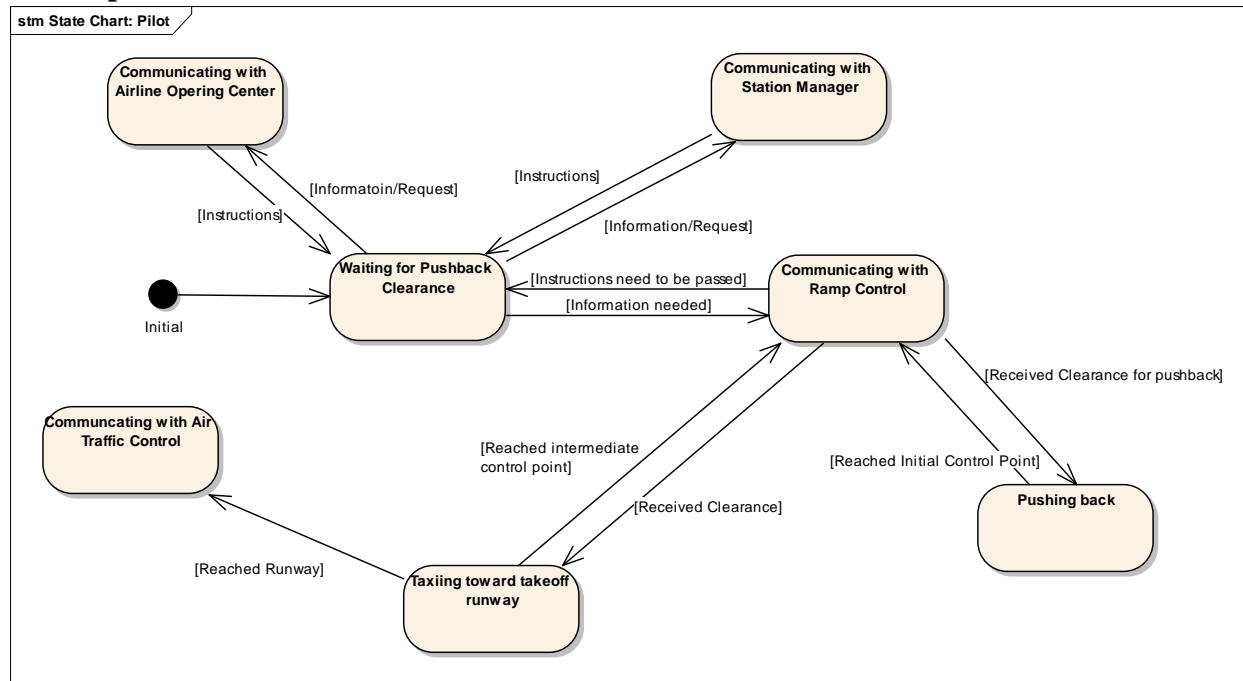 stm State Chart: Pilot
Communicating with
Airline Opering Center
Communicating with
Station Manager
[Instructions]
[Informatoin/Request]
[Instructions]
[Information/Request]
Initial
Waiting for Pushback
Clearance
[Instructions need to be passed]
[Information needed]
Communicating with
Ramp Control
[Received Clearance for pushback]
[Reached Initial Control Point]
Communcating with Air
Traffic Control
[Reached intermediate
control point]
[Received Clearance]
Pushing back
[Reached Runway]
Taxiing toward takeoff
runway